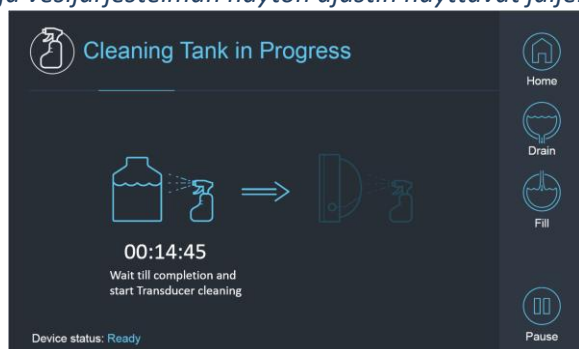 Cleaning Tank in Progress
Home
Drain
Fill
00:14:45
Wait till completion and
start Transducer cleaning
Device status: Ready
Pause